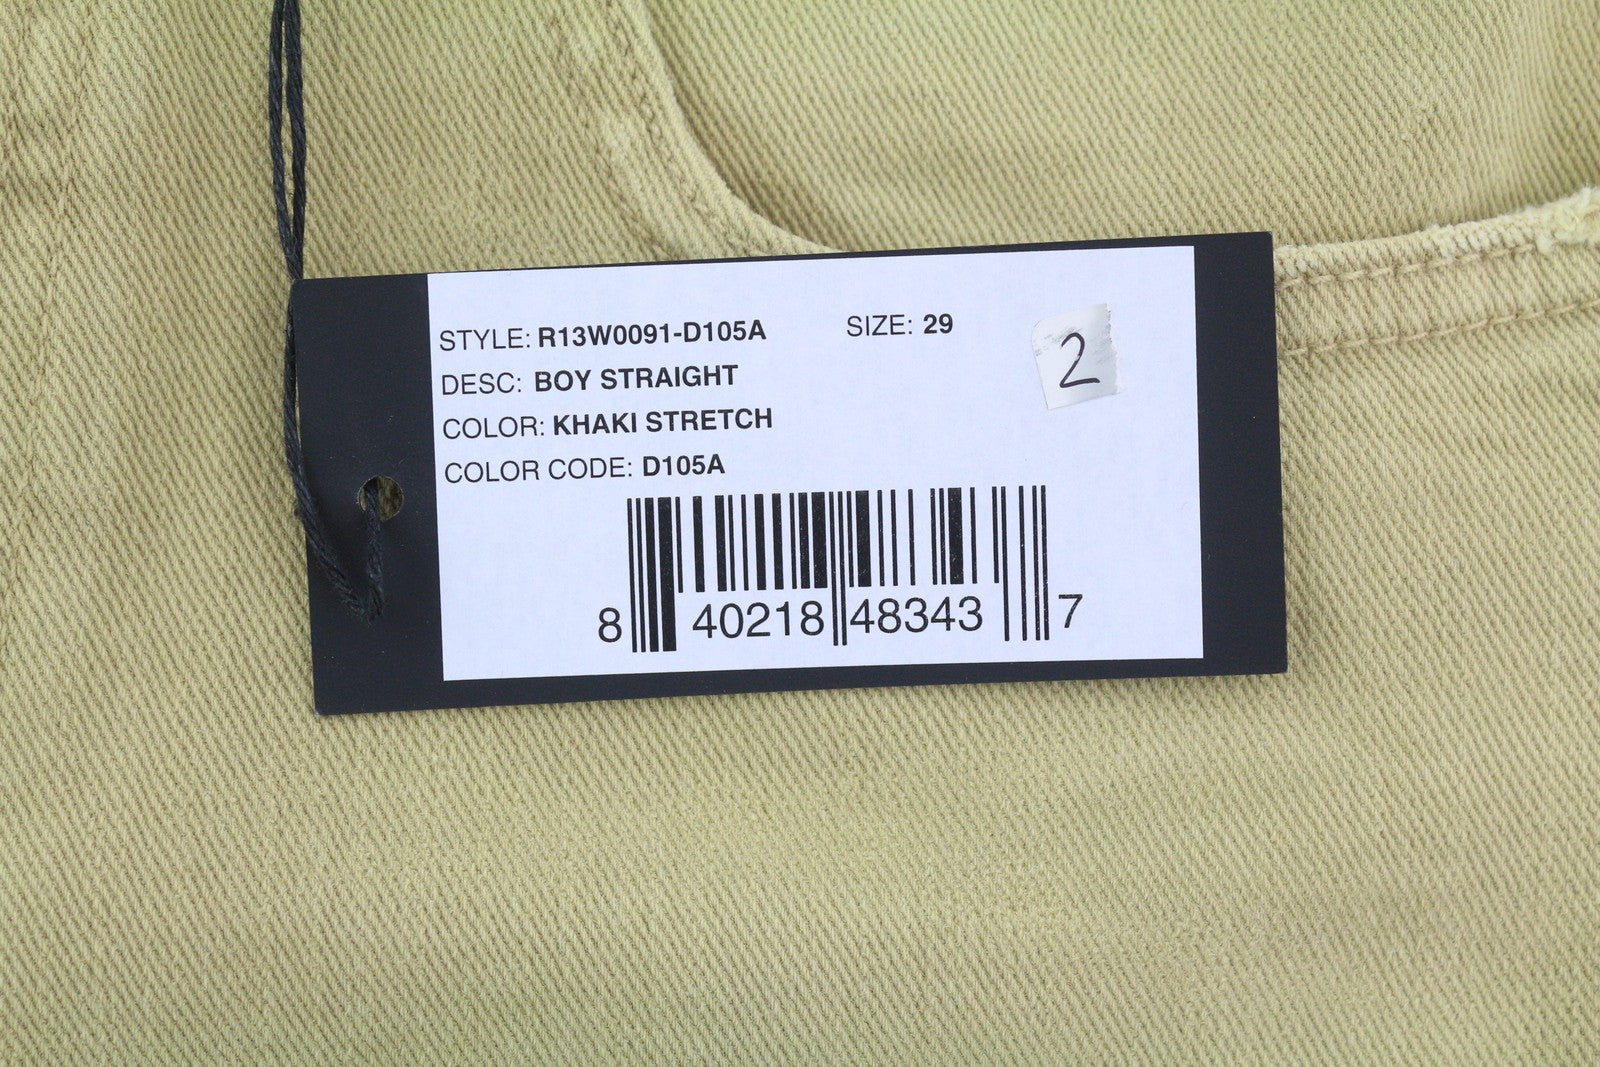 STYLE: R13W0091-D105A SIZE: 29
2
DESC: BOY STRAIGHT
COLOR: KHAKI STRETCH
COLOR CODE: D105A
8 40218 48343 7